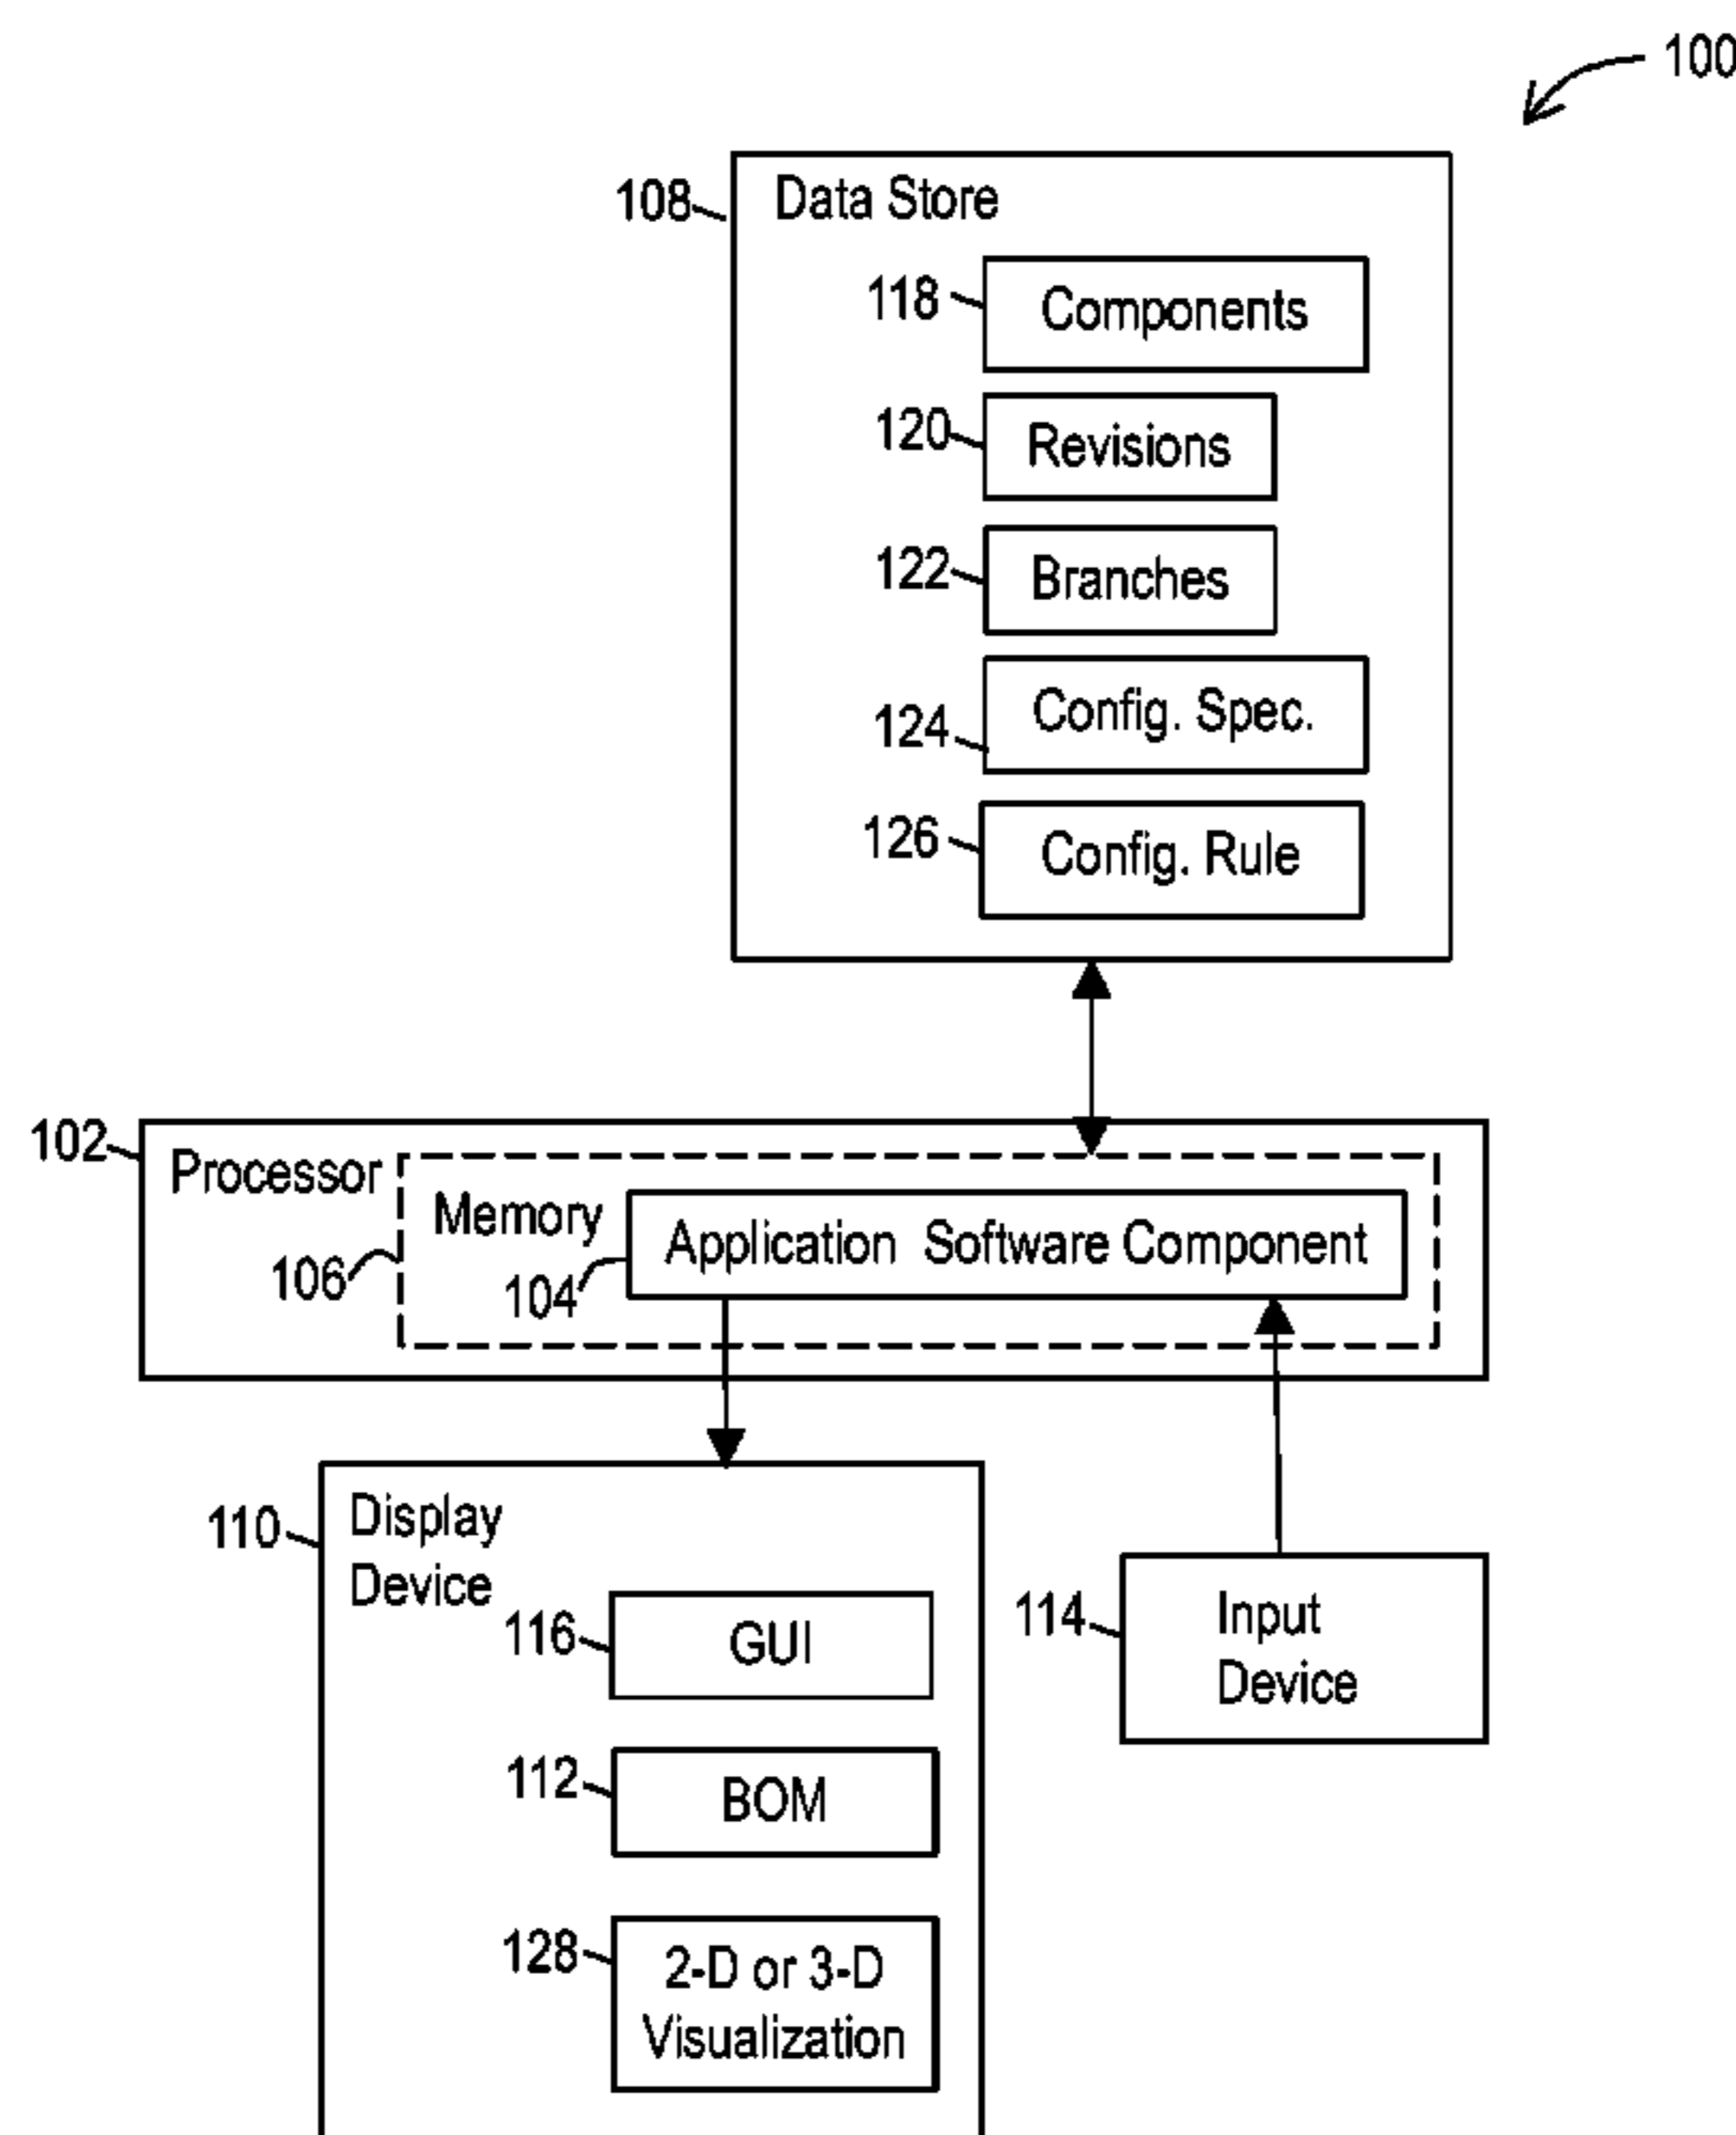 100
108
Data Store
118
Components
120
Revisions
122
Branches
124
Config. Spec.
126
Config. Rule
102
Processor
Memory
106
104
Application Software Component
110
Display
Device
116
GUI
112
BOM
128
2-D or 3-D
Visualization
114
Input
Device